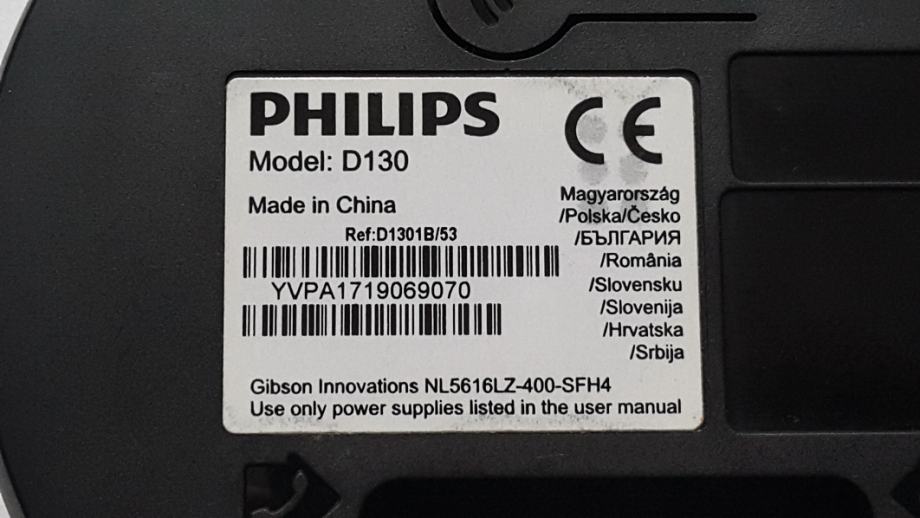 PHILIPS
CE
Model: D130
Made in China
Ref:D1301B/53
YVPA1719069070
Magyarország
/Polska/Česko
/БЪЛГАРИЯ
/România
/Slovensku
/Slovenija
/Hrvatska
/Srbija
Gibson Innovations NL5616LZ-400-SFH4
Use only power supplies listed in the user manual